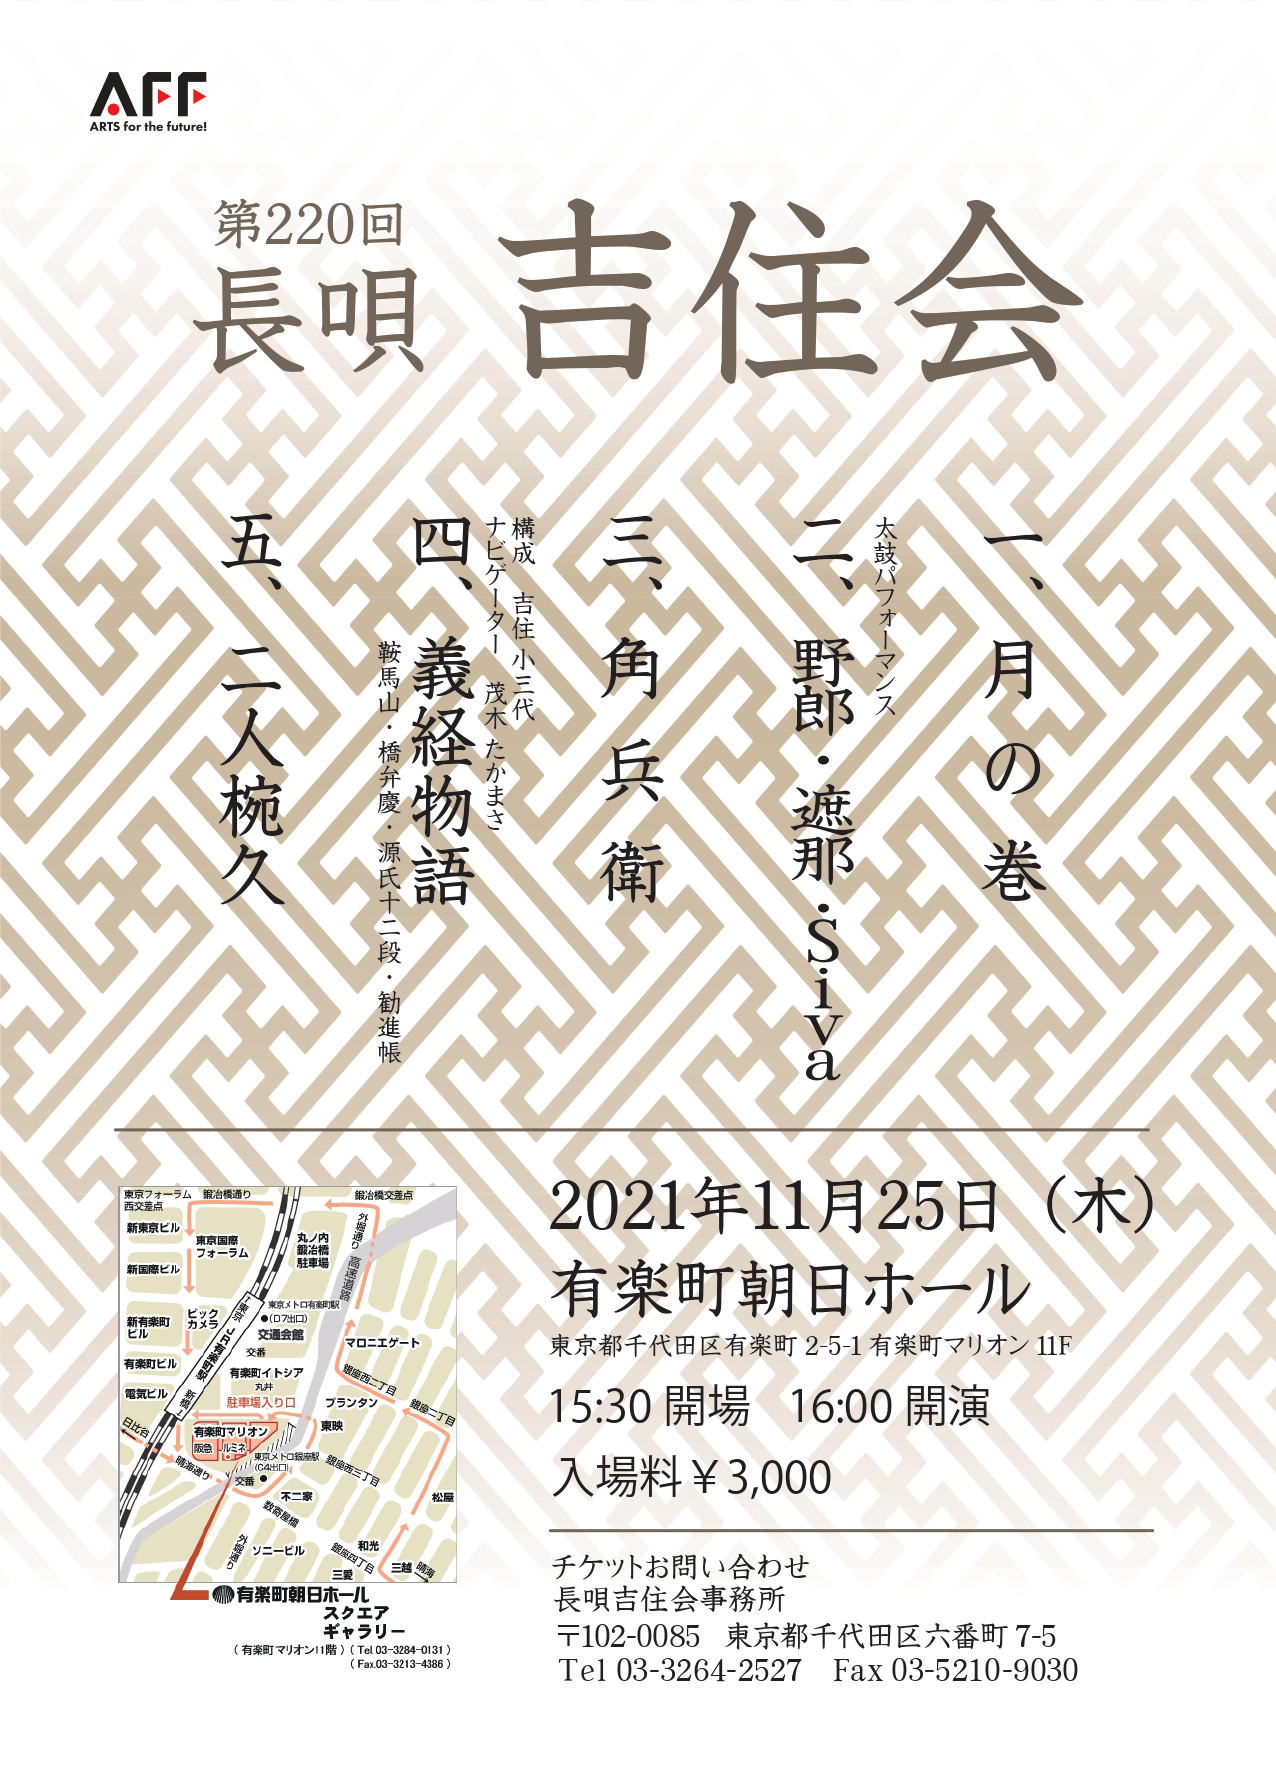 AFF
ARTS for the future!
第220回
長唄 吉住会
一、月の巻
太鼓パフォーマンス
二、野郎・遮那・Siva
三、角兵衛
構成 吉住 小三代
ナビゲーター 茂木 たかまさ
四、義経物語
鞍馬山・橋弁慶・源氏十二段・勧進帳
五、二人椀久
2021年11月25日（木）
有楽町朝日ホール
東京都千代田区有楽町 2-5-1 有楽町マリオン 11F
15:30 開場 16:00 開演
入場料￥3,000
チケットお問い合わせ
長唄吉住会事務所
〒102-0085 東京都千代田区六番町 7-5
Tel 03-3264-2527 Fax 03-5210-9030
東京フォーラム
西交差点
鍛冶橋通り
鍛冶橋交差点
新東京ビル
東京国際
フォーラム
丸ノ内
鍛冶橋
駐車場
外堀通り
高速道路
新国際ビル
東京メトロ有楽町駅
(D7出口)
↑東京
JR有楽町駅
新橋↓
ビック
カメラ
新有楽町
ビル
交通会館
交番
マロニエゲート
有楽町ビル
有楽町イトシア
丸井
銀座西二丁目
電気ビル
駐車場入り口
プランタン
銀座二丁目
日比谷
有楽町マリオン
阪急
ルミネ
東映
東京メトロ銀座駅
(C4出口)
晴海通り
交番
銀座西三丁目
不二家
松屋
数寄屋橋
外堀通り
ソニービル
和光
銀座四丁目
三愛
三越
晴海
有楽町朝日ホール
スクエア
ギャラリー
(有楽町マリオン11階) (Tel.03-3284-0131)
(Fax.03-3213-4386)